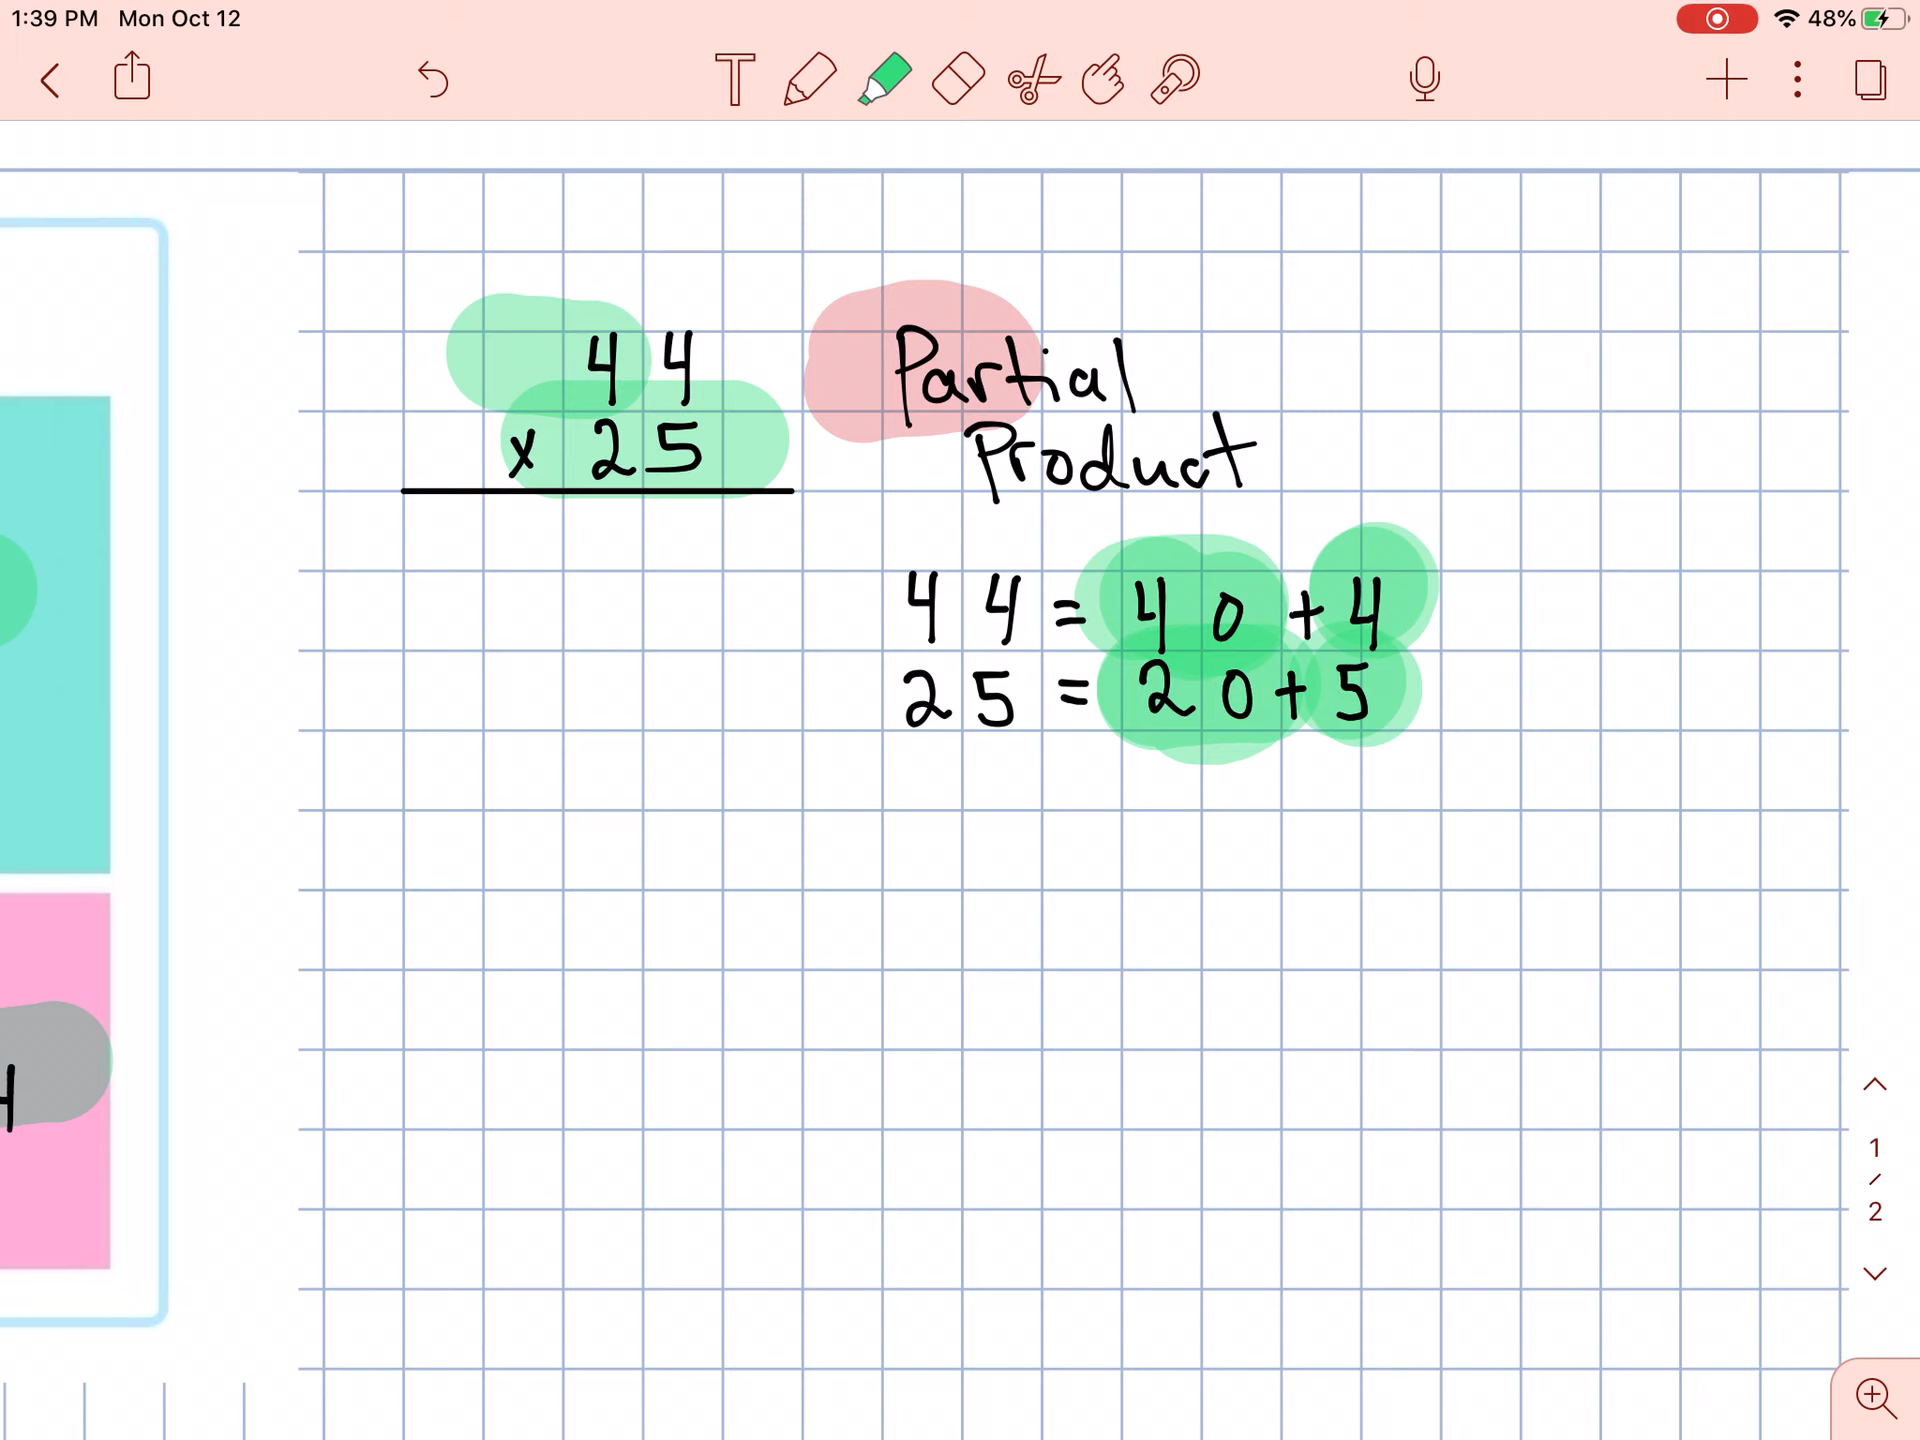 1:39 PM Mon Oct 12
48%
44 Partial
x 25 Product
44 = 40 + 4
25 = 20 + 5
4
1
/
2